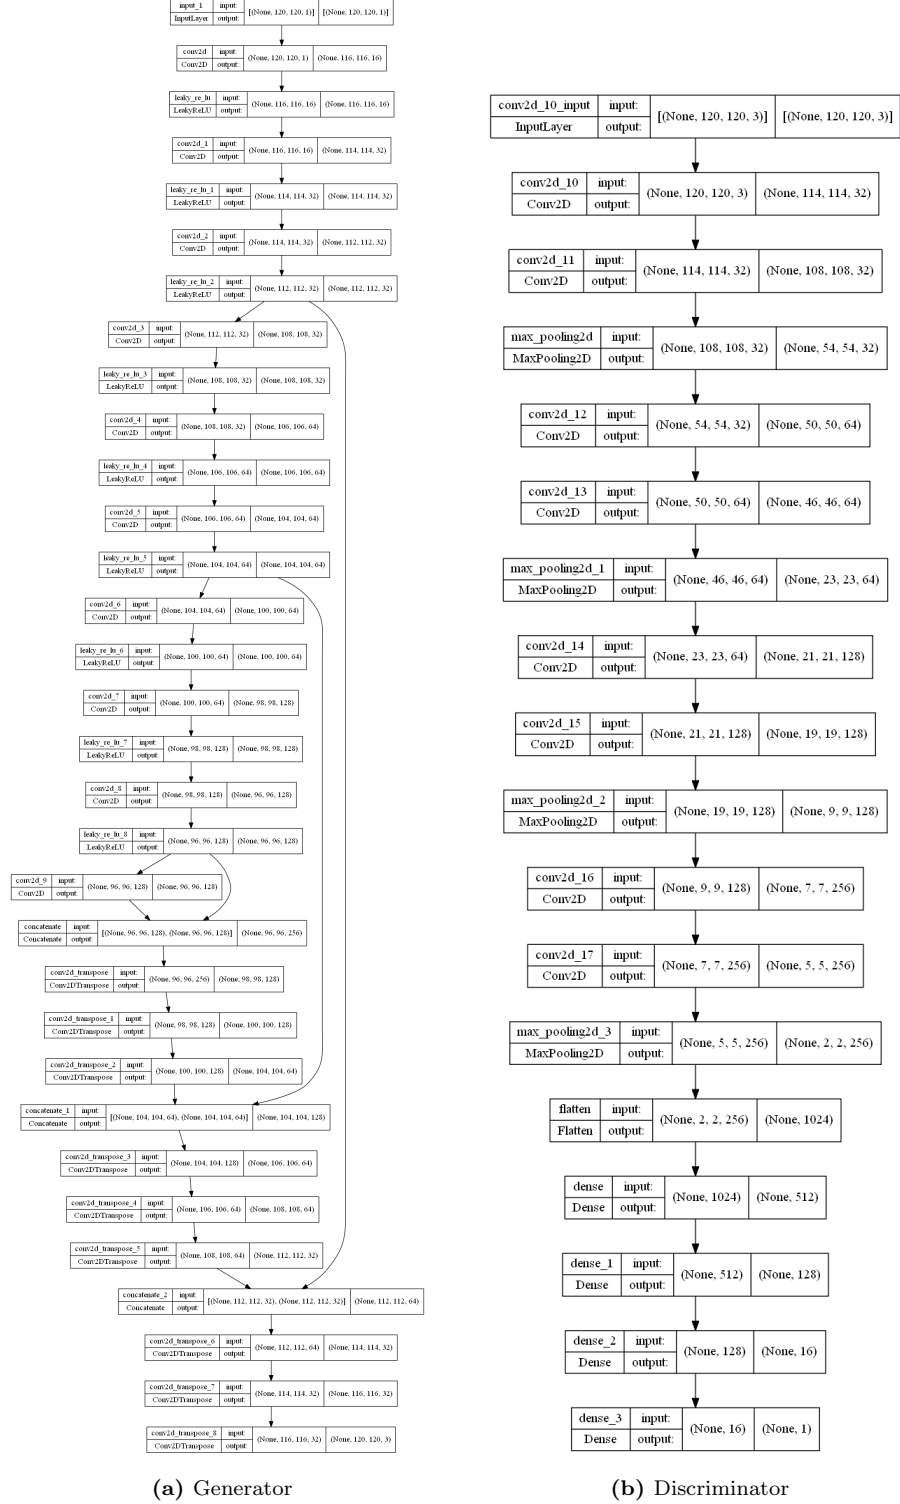 input_1 input: [(None, 120, 120, 1)] [(None, 120, 120, 1)]
InputLayer output:
conv2d input: (None, 120, 120, 1) (None, 116, 116, 16)
Conv2D output:
leaky_re_lu input: (None, 116, 116, 16) (None, 116, 116, 16)
LeakyReLU output:
conv2d_1 input: (None, 116, 116, 16) (None, 114, 114, 32)
Conv2D output:
leaky_re_lu_1 input: (None, 114, 114, 32) (None, 114, 114, 32)
LeakyReLU output:
conv2d_2 input: (None, 114, 114, 32) (None, 112, 112, 32)
Conv2D output:
leaky_re_lu_2 input: (None, 112, 112, 32) (None, 112, 112, 32)
LeakyReLU output:
conv2d_3 input: (None, 112, 112, 32) (None, 108, 108, 32)
Conv2D output:
leaky_re_lu_3 input: (None, 108, 108, 32) (None, 108, 108, 32)
LeakyReLU output:
conv2d_4 input: (None, 108, 108, 32) (None, 106, 106, 64)
Conv2D output:
leaky_re_lu_4 input: (None, 106, 106, 64) (None, 106, 106, 64)
LeakyReLU output:
conv2d_5 input: (None, 106, 106, 64) (None, 104, 104, 64)
Conv2D output:
leaky_re_lu_5 input: (None, 104, 104, 64) (None, 104, 104, 64)
LeakyReLU output:
conv2d_6 input: (None, 104, 104, 64) (None, 100, 100, 64)
Conv2D output:
leaky_re_lu_6 input: (None, 100, 100, 64) (None, 100, 100, 64)
LeakyReLU output:
conv2d_7 input: (None, 100, 100, 64) (None, 98, 98, 128)
Conv2D output:
leaky_re_lu_7 input: (None, 98, 98, 128) (None, 98, 98, 128)
LeakyReLU output:
conv2d_8 input: (None, 98, 98, 128) (None, 96, 96, 128)
Conv2D output:
leaky_re_lu_8 input: (None, 96, 96, 128) (None, 96, 96, 128)
LeakyReLU output:
conv2d_9 input: (None, 96, 96, 128) (None, 96, 96, 128)
Conv2D output:
concatenate input: [(None, 96, 96, 128), (None, 96, 96, 128)] (None, 96, 96, 256)
Concatenate output:
conv2d_transpose input: (None, 96, 96, 256) (None, 98, 98, 128)
Conv2DTranspose output:
conv2d_transpose_1 input: (None, 98, 98, 128) (None, 100, 100, 128)
Conv2DTranspose output:
conv2d_transpose_2 input: (None, 100, 100, 128) (None, 104, 104, 64)
Conv2DTranspose output:
concatenate_1 input: [(None, 104, 104, 64), (None, 104, 104, 64)] (None, 104, 104, 128)
Concatenate output:
conv2d_transpose_3 input: (None, 104, 104, 128) (None, 106, 106, 64)
Conv2DTranspose output:
conv2d_transpose_4 input: (None, 106, 106, 64) (None, 108, 108, 64)
Conv2DTranspose output:
conv2d_transpose_5 input: (None, 108, 108, 64) (None, 112, 112, 32)
Conv2DTranspose output:
concatenate_2 input: [(None, 112, 112, 32), (None, 112, 112, 32)] (None, 112, 112, 64)
Concatenate output:
conv2d_transpose_6 input: (None, 112, 112, 64) (None, 114, 114, 32)
Conv2DTranspose output:
conv2d_transpose_7 input: (None, 114, 114, 32) (None, 116, 116, 32)
Conv2DTranspose output:
conv2d_transpose_8 input: (None, 116, 116, 32) (None, 120, 120, 3)
Conv2DTranspose output:
(a) Generator
conv2d_10_input input: [(None, 120, 120, 3)] [(None, 120, 120, 3)]
InputLayer output:
conv2d_10 input: (None, 120, 120, 3) (None, 114, 114, 32)
Conv2D output:
conv2d_11 input: (None, 114, 114, 32) (None, 108, 108, 32)
Conv2D output:
max_pooling2d input: (None, 108, 108, 32) (None, 54, 54, 32)
MaxPooling2D output:
conv2d_12 input: (None, 54, 54, 32) (None, 50, 50, 64)
Conv2D output:
conv2d_13 input: (None, 50, 50, 64) (None, 46, 46, 64)
Conv2D output:
max_pooling2d_1 input: (None, 46, 46, 64) (None, 23, 23, 64)
MaxPooling2D output:
conv2d_14 input: (None, 23, 23, 64) (None, 21, 21, 128)
Conv2D output:
conv2d_15 input: (None, 21, 21, 128) (None, 19, 19, 128)
Conv2D output:
max_pooling2d_2 input: (None, 19, 19, 128) (None, 9, 9, 128)
MaxPooling2D output:
conv2d_16 input: (None, 9, 9, 128) (None, 7, 7, 256)
Conv2D output:
conv2d_17 input: (None, 7, 7, 256) (None, 5, 5, 256)
Conv2D output:
max_pooling2d_3 input: (None, 5, 5, 256) (None, 2, 2, 256)
MaxPooling2D output:
flatten input: (None, 2, 2, 256) (None, 1024)
Flatten output:
dense input: (None, 1024) (None, 512)
Dense output:
dense_1 input: (None, 512) (None, 128)
Dense output:
dense_2 input: (None, 128) (None, 16)
Dense output:
dense_3 input: (None, 16) (None, 1)
Dense output:
(b) Discriminator